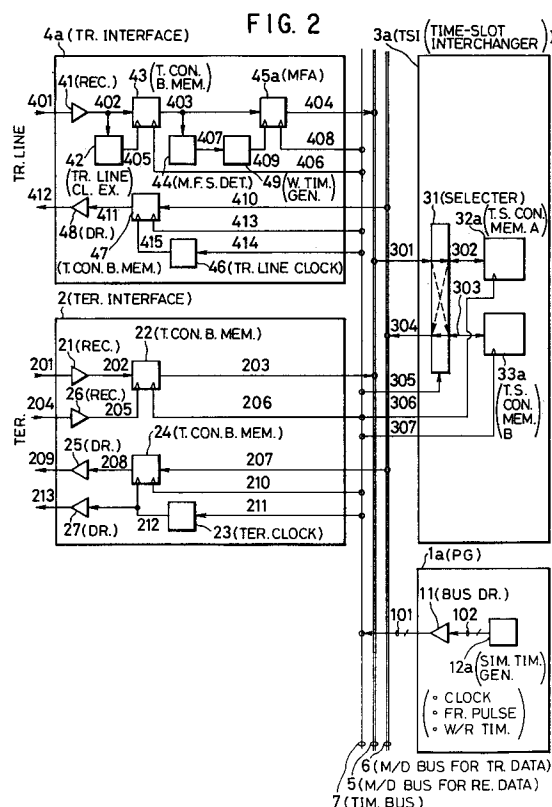 FIG. 2
4a (TR. INTERFACE)
3a(TSI (TIME-SLOT INTERCHANGER))
41(REC.)
43 (T. CON. B. MEM.)
45a(MFA)
401
402
403
404
TR. LINE
42
405
407
409
408
406
44(M.F.S. DET.)
49 (W. TIM. GEN.)
(TR. LINE CL. EX.)
412
411
410
413
48 (DR.)
47
415
414
(T. CON. B. MEM.)
46(TR. LINE CLOCK)
31(SELECTER)
32a (T.S. CON. MEM. A)
301
302
303
304
305
306
307
33a (T.S. CON. MEM. B)
2(TER. INTERFACE)
21(REC.)
22(T. CON. B. MEM.)
201
202
203
26(REC.)
204
205
206
TER.
24(T. CON. B. MEM.)
25(DR.)
209
208
207
210
213
211
212
27(DR.)
23(TER. CLOCK)
1a(PG)
11(BUS DR.)
101
102
12a (SIM. TIM. GEN.)
(∘ CLOCK
∘ FR. PULSE
∘ W/R TIM.)
6 (M/D BUS FOR TR. DATA)
5 (M/D BUS FOR RE. DATA)
7 (TIM. BUS)